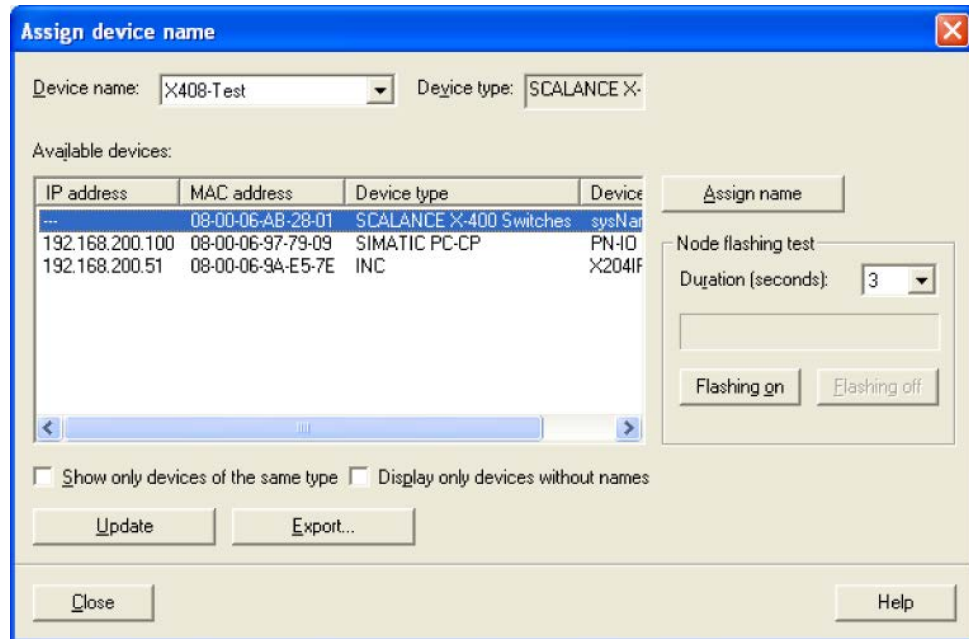 Assign device name
Device name: X408-Test Device type: SCALANCE X-
Available devices:
IP address MAC address Device type Device
--- 08-00-06-AB-28-01 SCALANCE X-400 Switches sysNar
192.168.200.100 08-00-06-97-79-09 SIMATIC PC-CP PN-IO
192.168.200.51 08-00-06-9A-E5-7E INC X204IF
Assign name
Node flashing test
Duration (seconds): 3
Flashing on Flashing off
Show only devices of the same type Display only devices without names
Update Export...
Close Help